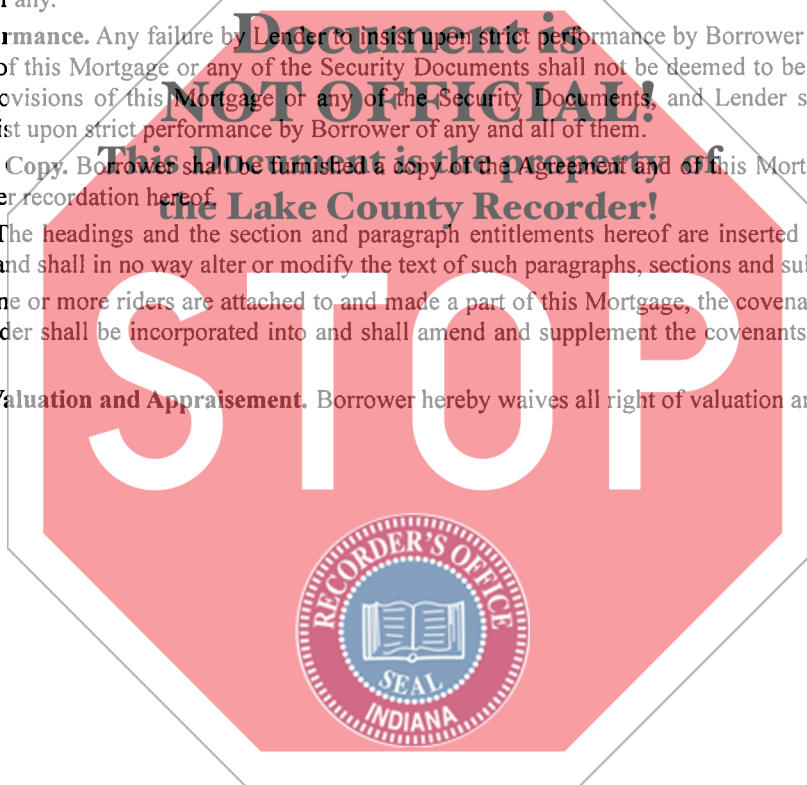 any.
rmance. Any failure by Lender to insist upon strict performance by Borrower
of this Mortgage or any of the Security Documents shall not be deemed to be
ovisions of this Mortgage or any of the Security Documents, and Lender s
ist upon strict performance by Borrower of any and all of them.
Copy. Borrower shall be furnished a copy of the Agreement and of this Mort
er recordation hereof.
The headings and the section and paragraph entitlements hereof are inserted
and shall in no way alter or modify the text of such paragraphs, sections and su
ne or more riders are attached to and made a part of this Mortgage, the covena
der shall be incorporated into and shall amend and supplement the covenants
Valuation and Appraisement. Borrower hereby waives all right of valuation a
Document is
NOT OFFICIAL!
This Document is the property of
the Lake County Recorder!
STOP
RECORDER'S OFFICE
SEAL
INDIANA